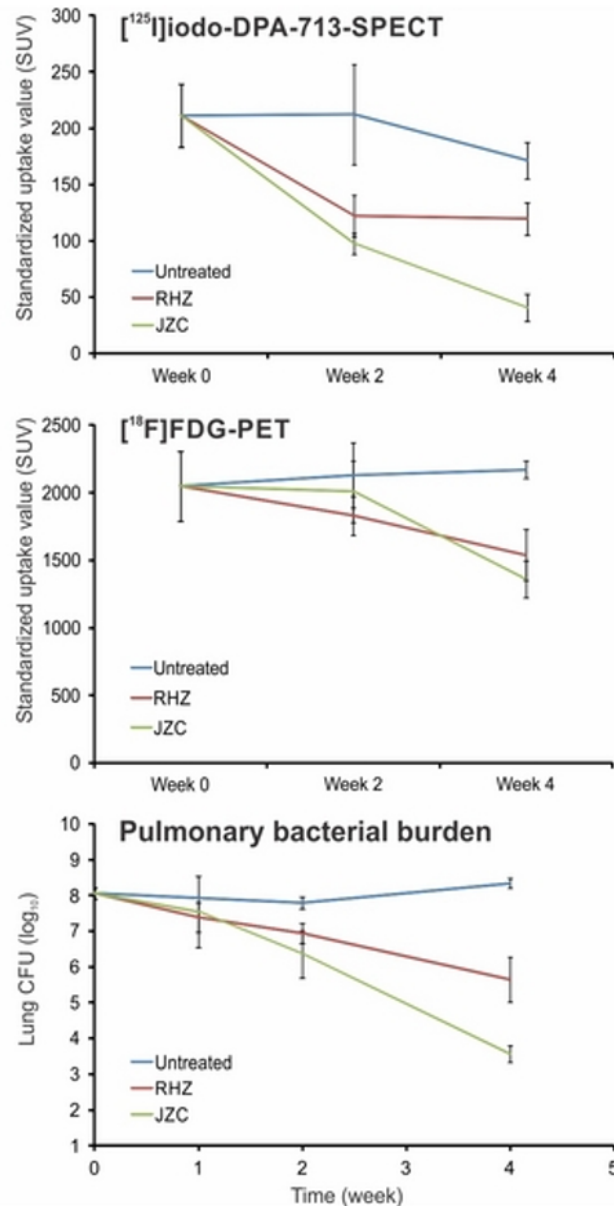 [¹²⁵I]iodo-DPA-713-SPECT
Standardized uptake value (SUV)
300
250
200
150
100
50
0
Untreated
RHZ
JZC
Week 0 Week 2 Week 4
[¹⁸F]FDG-PET
Standardized uptake value (SUV)
2500
2000
1500
1000
500
0
Untreated
RHZ
JZC
Week 0 Week 2 Week 4
Pulmonary bacterial burden
Lung CFU (log₁₀)
10
9
8
7
6
5
4
3
2
1
Untreated
RHZ
JZC
0 1 2 3 4 5
Time (week)